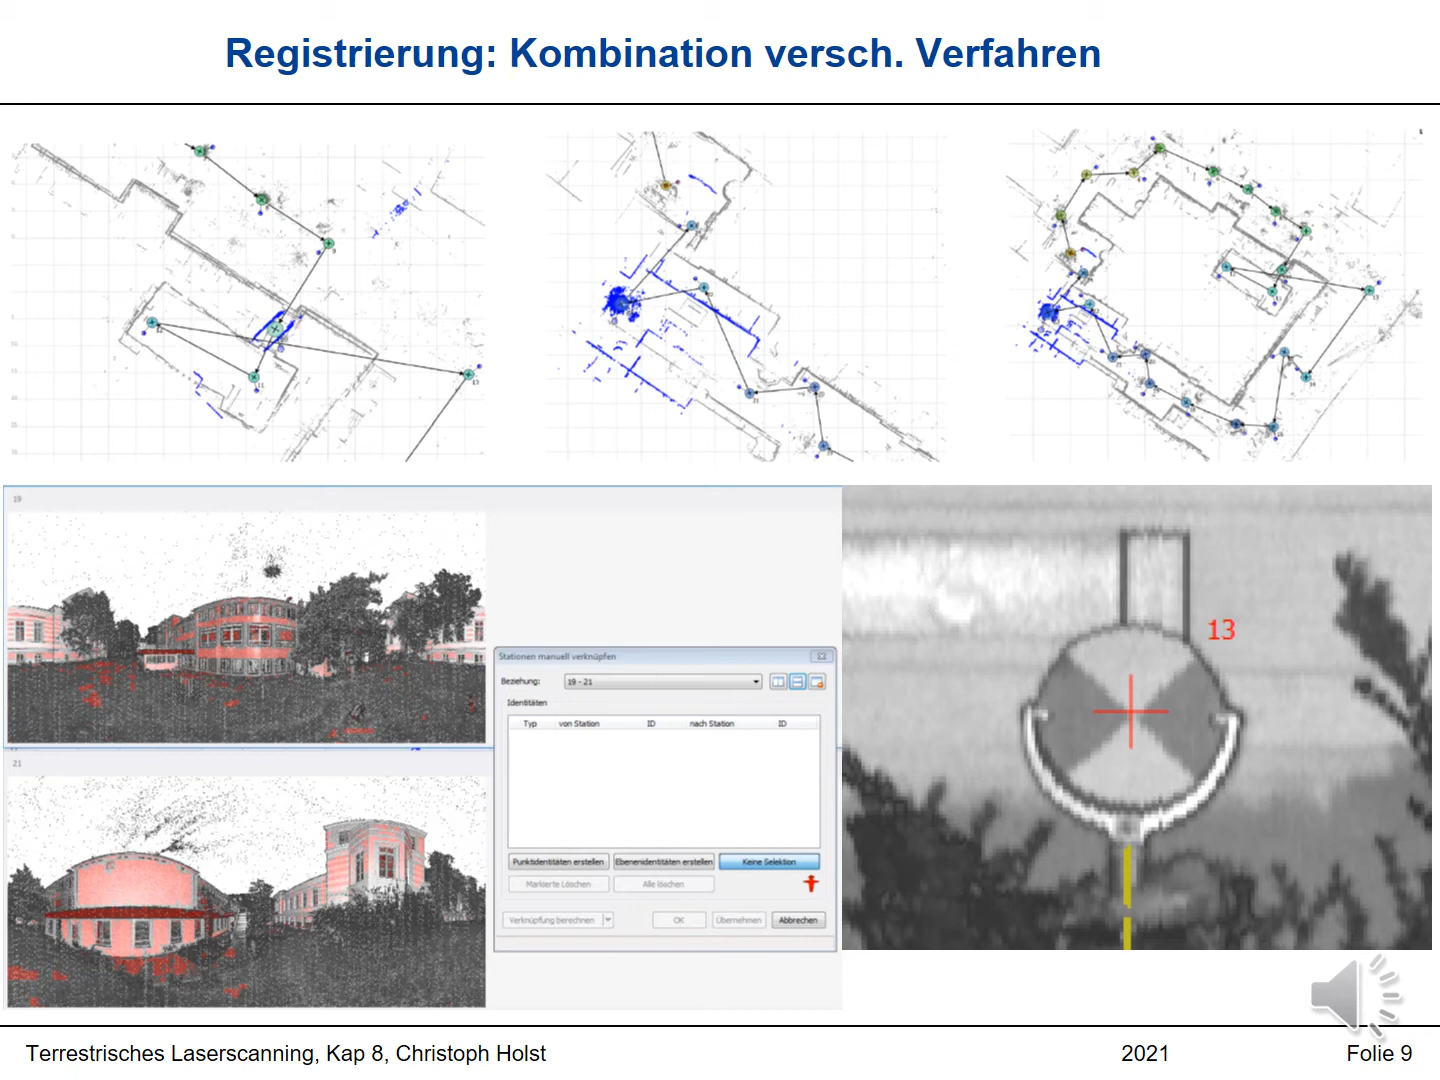 Registrierung: Kombination versch. Verfahren
19
Stationen manuell verknüpfen
Beziehung:
19 - 21
Identitäten
Typ von Station ID nach Station ID
Punktidentitäten erstellen Ebenenidentitäten erstellen Keine Selektion
Markierte Löschen Alle löschen
Verknüpfung berechnen OK Übernehmen Abbrechen
21
13
Terrestrisches Laserscanning, Kap 8, Christoph Holst 2021 Folie 9